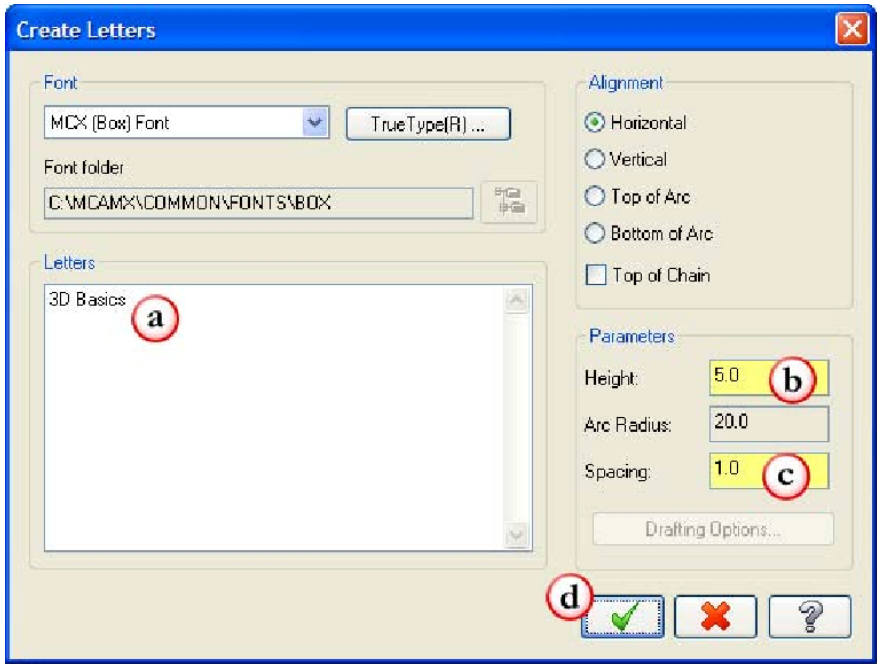 Create Letters
Font
MCX (Box) Font
TrueType(R) ...
Font folder
C:\MCAMX\COMMON\FONTS\BOX
Letters
3D Basics
a
Alignment
Horizontal
Vertical
Top of Arc
Bottom of Arc
Top of Chain
Parameters
Height: 5.0 b
Arc Radius: 20.0
Spacing: 1.0 c
Drafting Options...
d
?